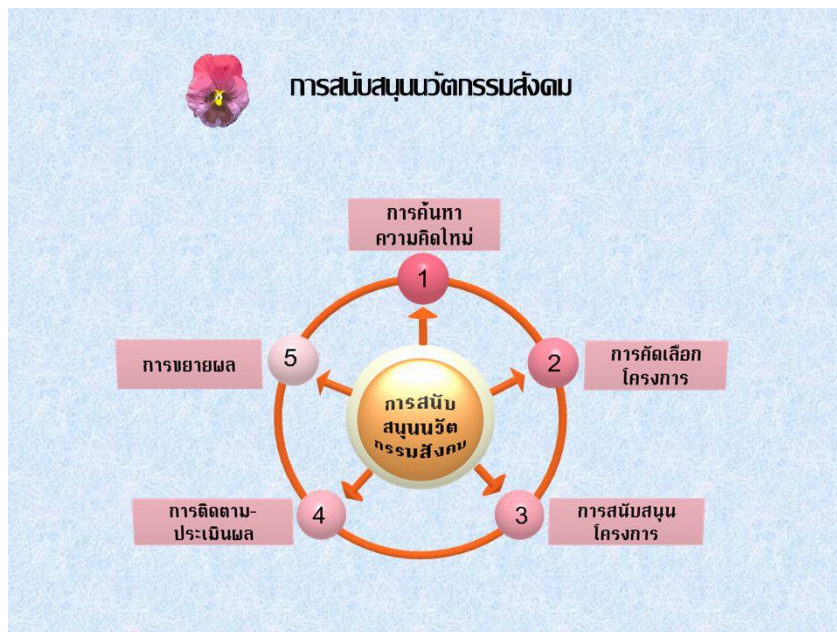 การสนับสนุนนวัตกรรมสังคม
การค้นหา
ความคิดใหม่
1
2
การคัดเลือก
โครงการ
3
การสนับสนุน
โครงการ
4
การติดตาม-
ประเมินผล
5
การขยายผล
การสนับ
สนุนนวัต
กรรมสังคม